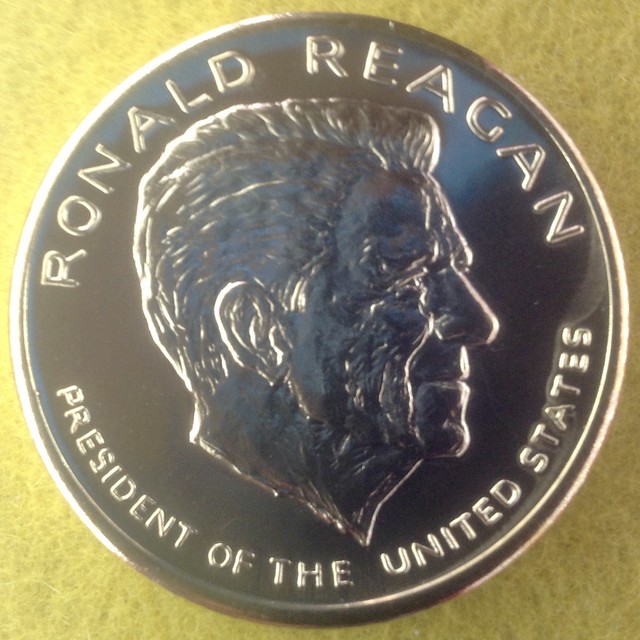 RONALD REAGAN
PRESIDENT OF THE UNITED STATES